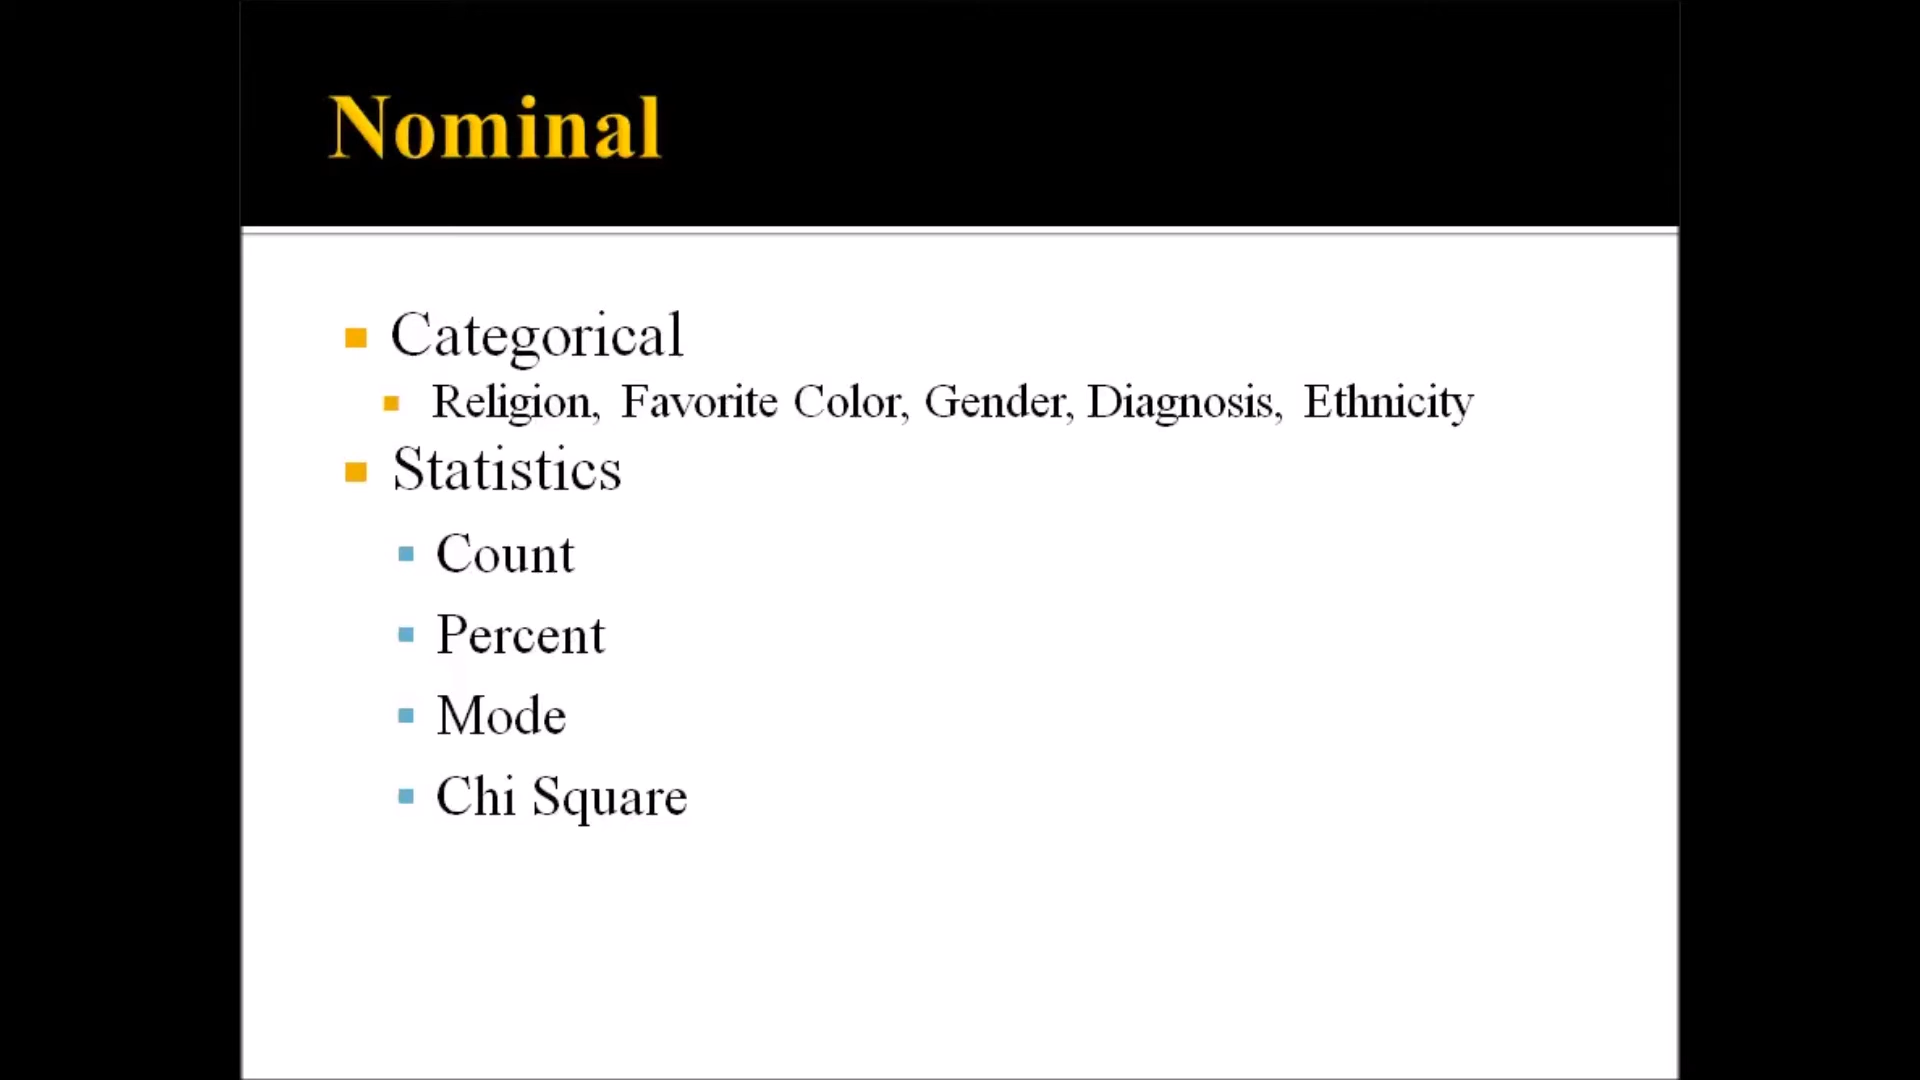 Nominal
Categorical
Religion, Favorite Color, Gender, Diagnosis, Ethnicity
Statistics
Count
Percent
Mode
Chi Square